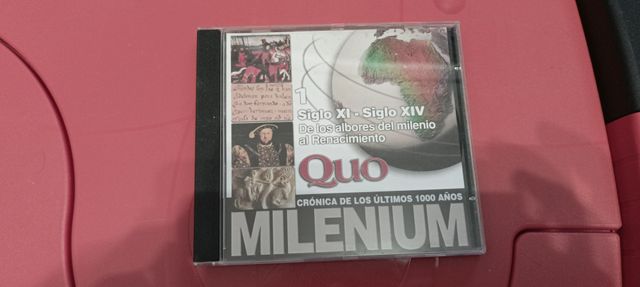 1
Siglo XI - Siglo XIV
De los albores del milenio
al Renacimiento
Quo
CRÓNICA DE LOS ÚLTIMOS 1000 AÑOS
MILENIUM